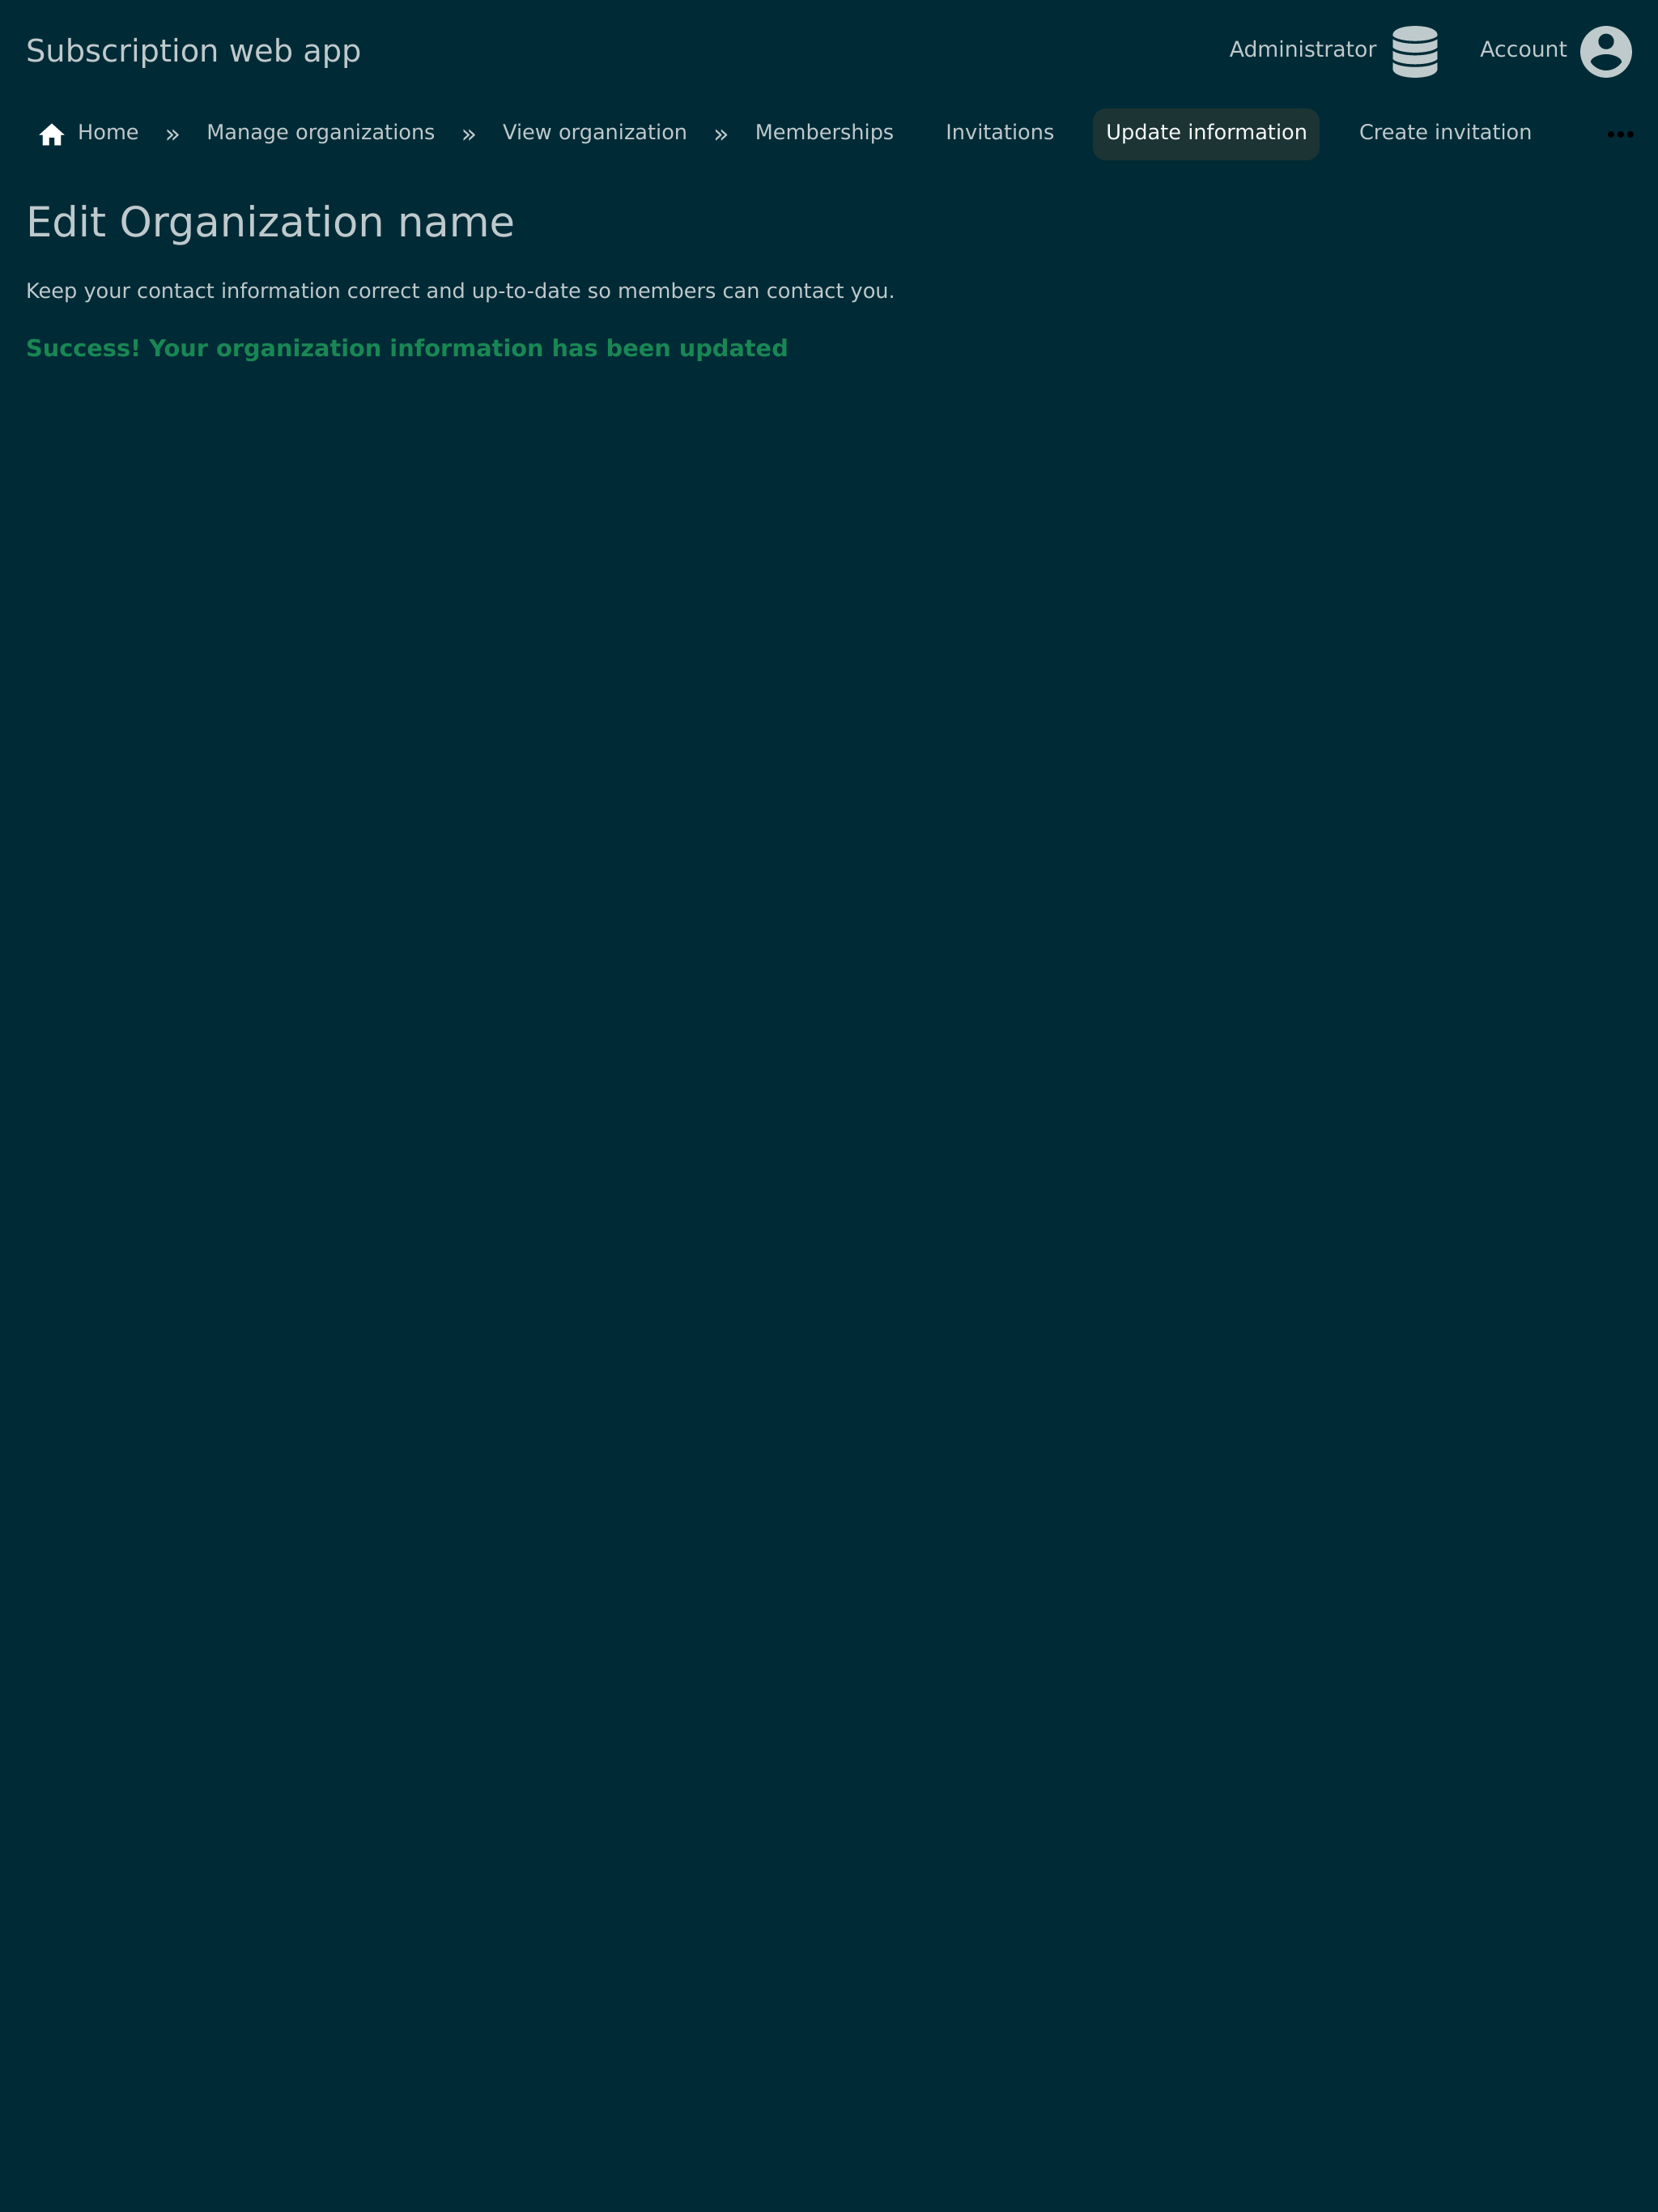 Subscription web app
Administrator
Account
Home » Manage organizations » View organization » Memberships Invitations Update information Create invitation
Edit Organization name
Keep your contact information correct and up-to-date so members can contact you.
Success! Your organization information has been updated